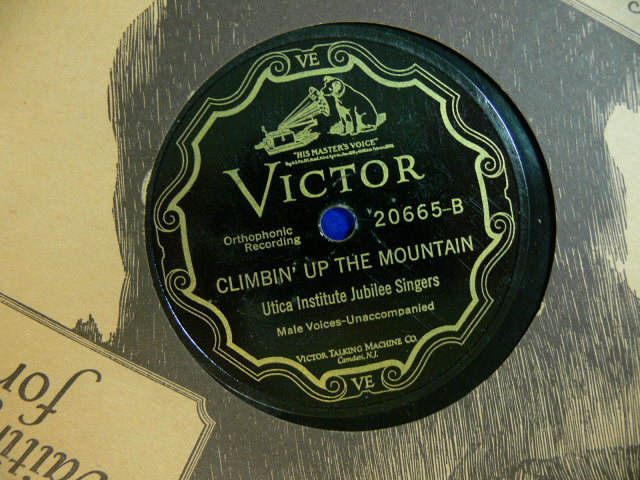 VE
"HIS MASTER'S VOICE"
VICTOR
Orthophonic
Recording
20665-B
CLIMBIN' UP THE MOUNTAIN
Utica Institute Jubilee Singers
Male Voices-Unaccompanied
VICTOR TALKING MACHINE CO.
Camden, N.J.
VE
for